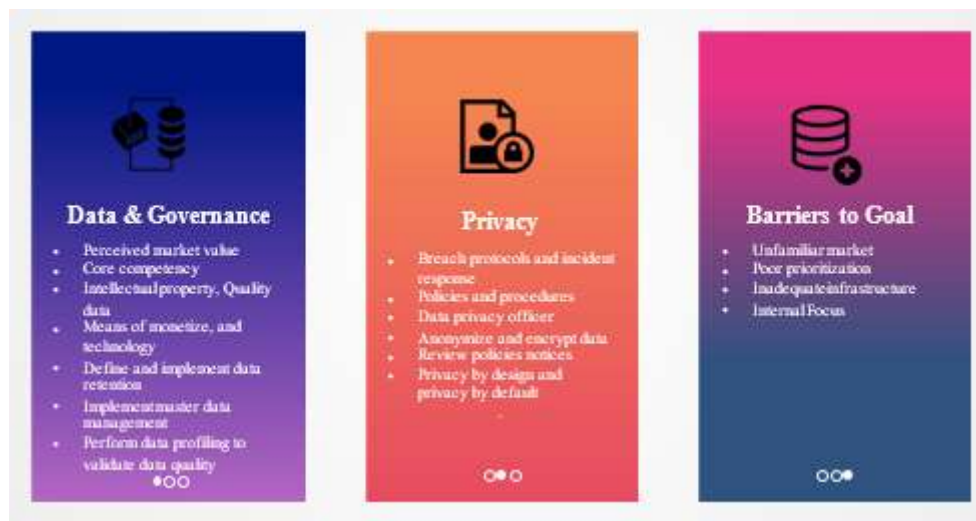 Data & Governance
Perceived market value
Core competency
Intellectual property, Quality
data
Means of monetize, and
technology
Define and implement data
retention
Implement master data
management
Perform data profiling to
validate data quality
Privacy
Breach protocols and incident
response
Policies and procedures
Data privacy officer
Anonymize and encrypt data
Review policies notices
Privacy by design and
privacy by default
Barriers to Goal
Unfamiliar market
Poor prioritization
Inadequate infrastructure
Internal Focus